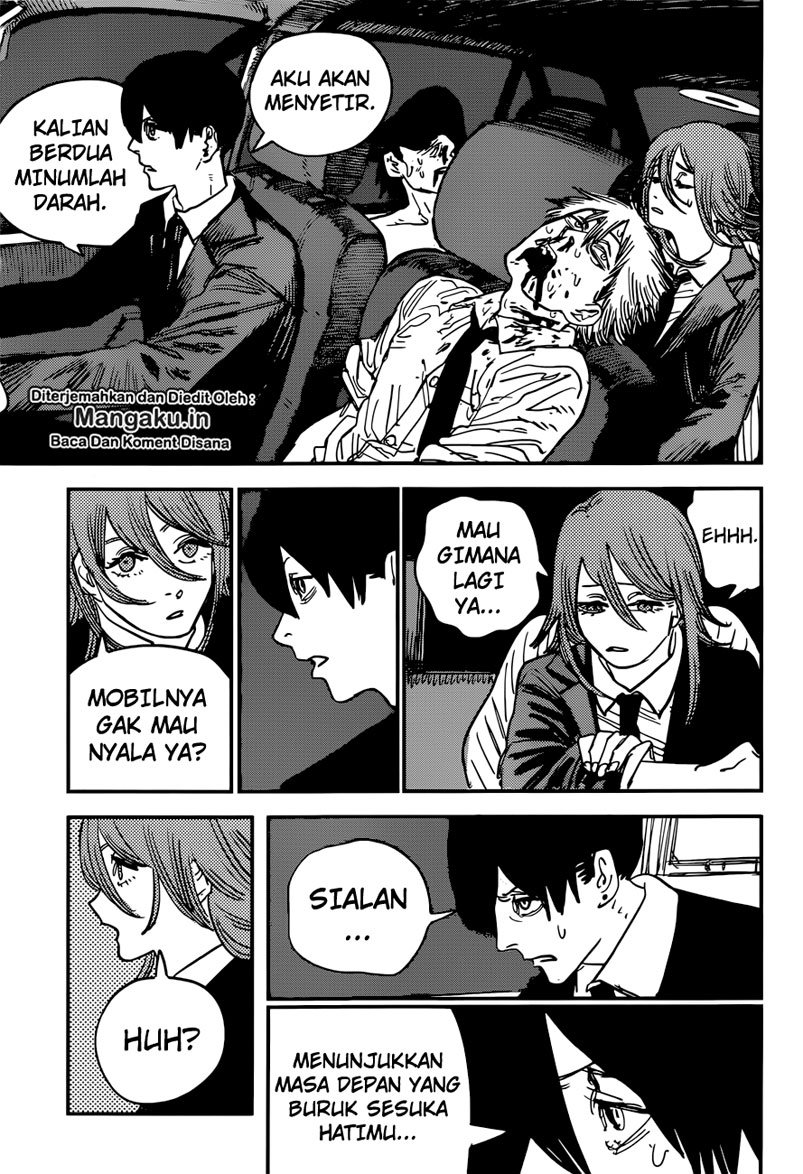 AKU AKAN
MENYETIR.
KALIAN
BERDUA
MINUMLAH
DARAH.
Diterjemahkan dan Diedit Oleh :
Mangaku.in
Baca Dan Koment Disana
EHHH.
MAU
GIMANA
LAGI
YA...
MOBILNYA
GAK MAU
NYALA YA?
SIALAN
...
MENUNJUKKAN
MASA DEPAN YANG
BURUK SESUKA
HATIMU...
HUH?